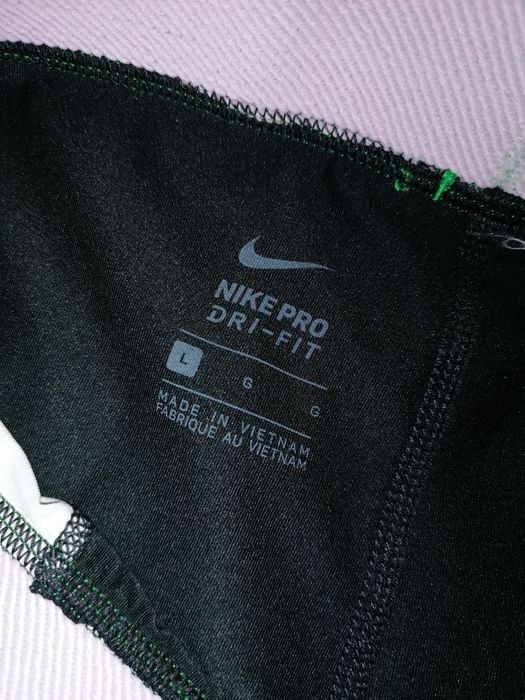 NIKE PRO
DRI-FIT
L G G
MADE IN VIETNAM
FABRIQUE AU VIETNAM